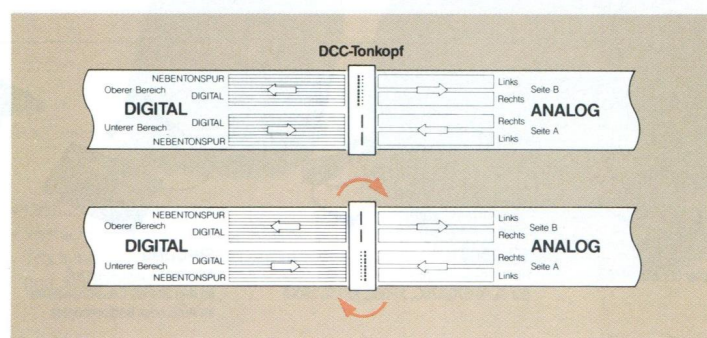 DCC-Tonkopf
NEBENTONSPUR
Oberer Bereich
DIGITAL
DIGITAL
Unterer Bereich
DIGITAL
NEBENTONSPUR
Links
Seite B
Rechts
ANALOG
Rechts
Seite A
Links
NEBENTONSPUR
Oberer Bereich
DIGITAL
DIGITAL
Unterer Bereich
DIGITAL
NEBENTONSPUR
Links
Seite B
Rechts
ANALOG
Rechts
Seite A
Links